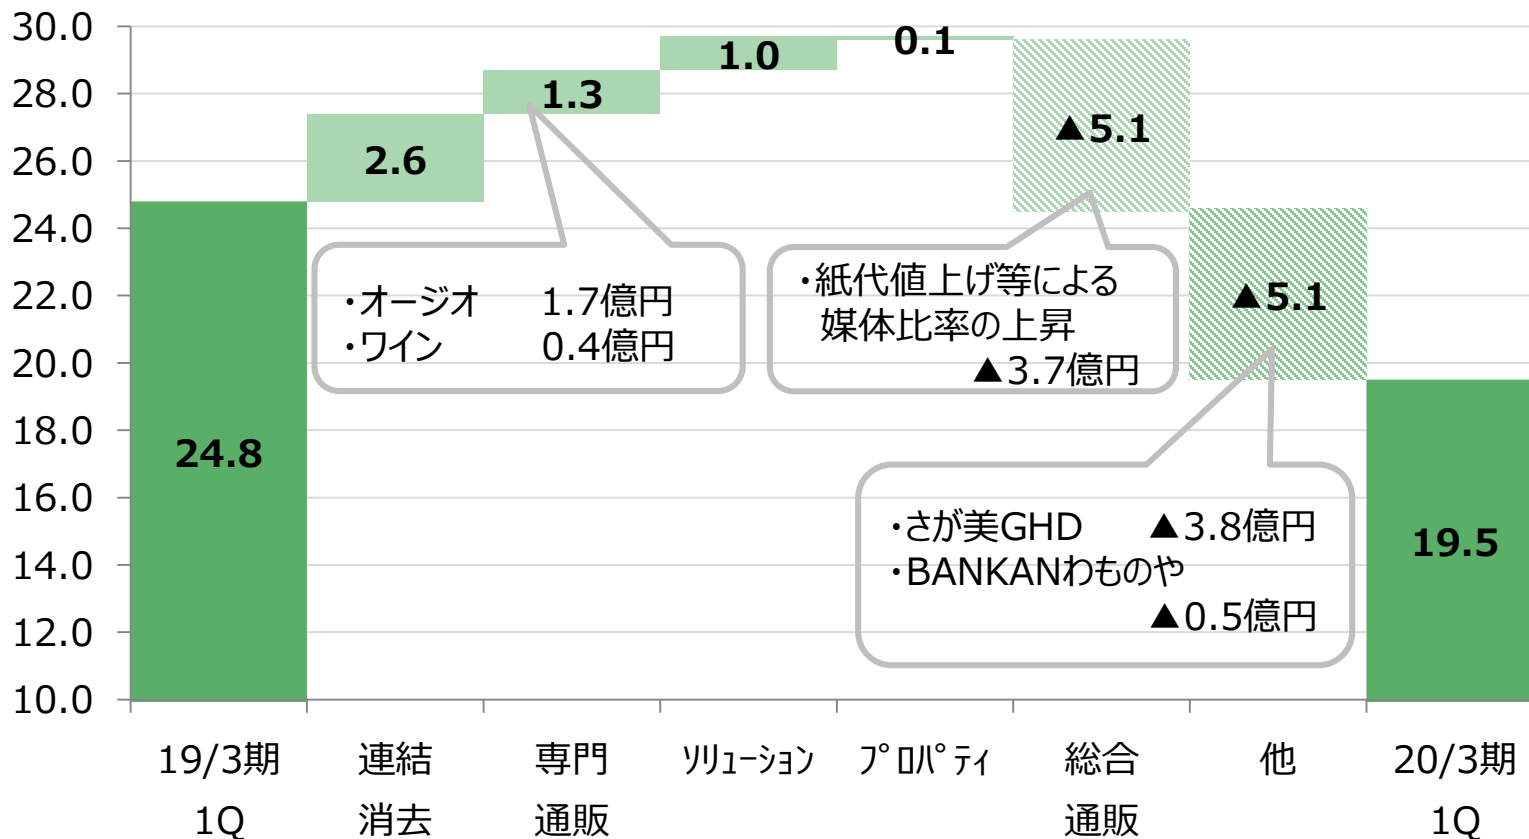 30.0
28.0
26.0
24.0
22.0
20.0
18.0
16.0
14.0
12.0
10.0
24.8
2.6
1.3
1.0
0.1
▲5.1
▲5.1
19.5
・オージオ 1.7億円
・ワイン 0.4億円
・紙代値上げ等による
媒体比率の上昇
▲3.7億円
・さが美GHD ▲3.8億円
・BANKANわものや
▲0.5億円
19/3期
1Q
連結
消去
専門
通販
ｿﾘｭｰｼｮﾝ
ﾌﾟﾛﾊﾟﾃｨ
総合
通販
他
20/3期
1Q